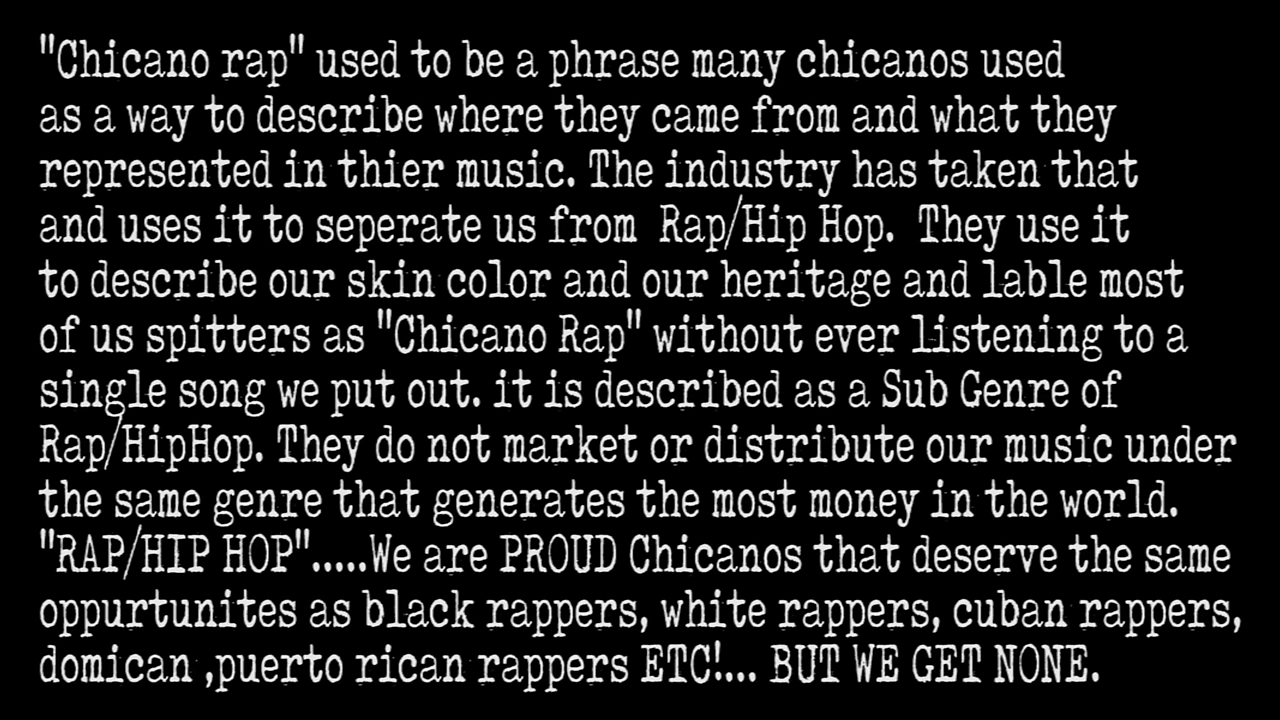 "Chicano rap" used to be a phrase many chicanos used
as a way to describe where they came from and what they
represented in thier music. The industry has taken that
and uses it to seperate us from  Rap/Hip Hop.  They use it
to describe our skin color and our heritage and lable most
of us spitters as "Chicano Rap" without ever listening to a
single song we put out. it is described as a Sub Genre of
Rap/HipHop. They do not market or distribute our music under
the same genre that generates the most money in the world.
"RAP/HIP HOP".....We are PROUD Chicanos that deserve the same
oppurtunites as black rappers, white rappers, cuban rappers,
domican ,puerto rican rappers ETC!... BUT WE GET NONE.